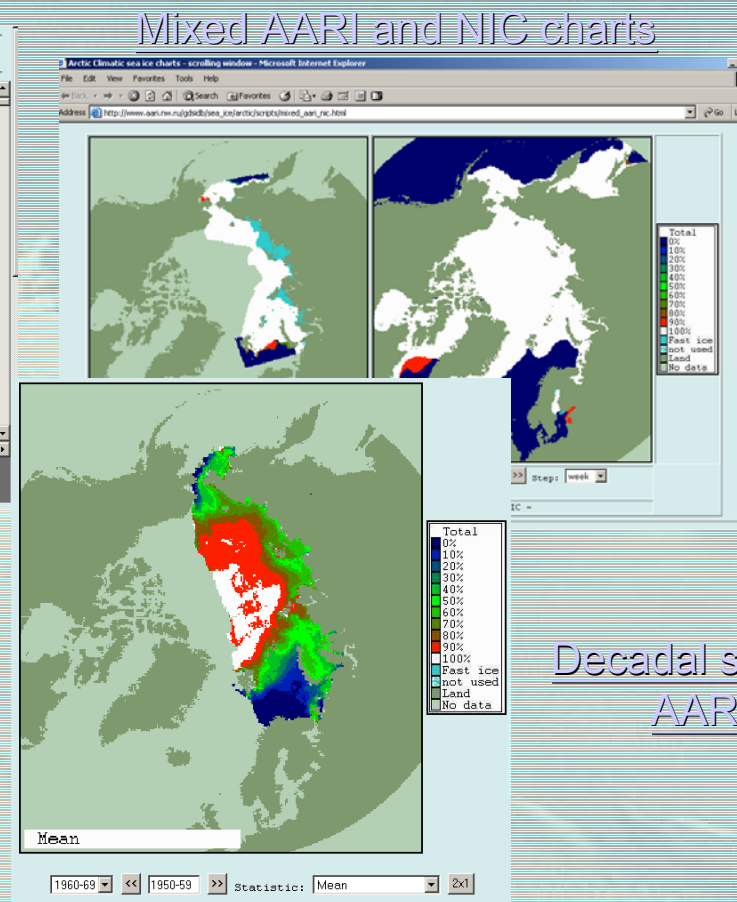 Mixed AARI and NIC charts
Arctic Climatic sea ice charts - scrolling window - Microsoft Internet Explorer
File Edit View Favorites Tools Help
Back Search Favorites
Address http://www.aari.nw.ru/gdsidb/sea_ice/arctic/scripts/mixed_aari_nic.html Go
Total
0%
10%
20%
30%
40%
50%
60%
70%
80%
90%
100%
Fast ice
not used
Land
No data
>> Step: week
IC -
Total
0%
10%
20%
30%
40%
50%
60%
70%
80%
90%
100%
Fast ice
not used
Land
No data
Decadal s
AAR
Mean
1960-69 << 1950-59 >> Statistic: Mean 2x1